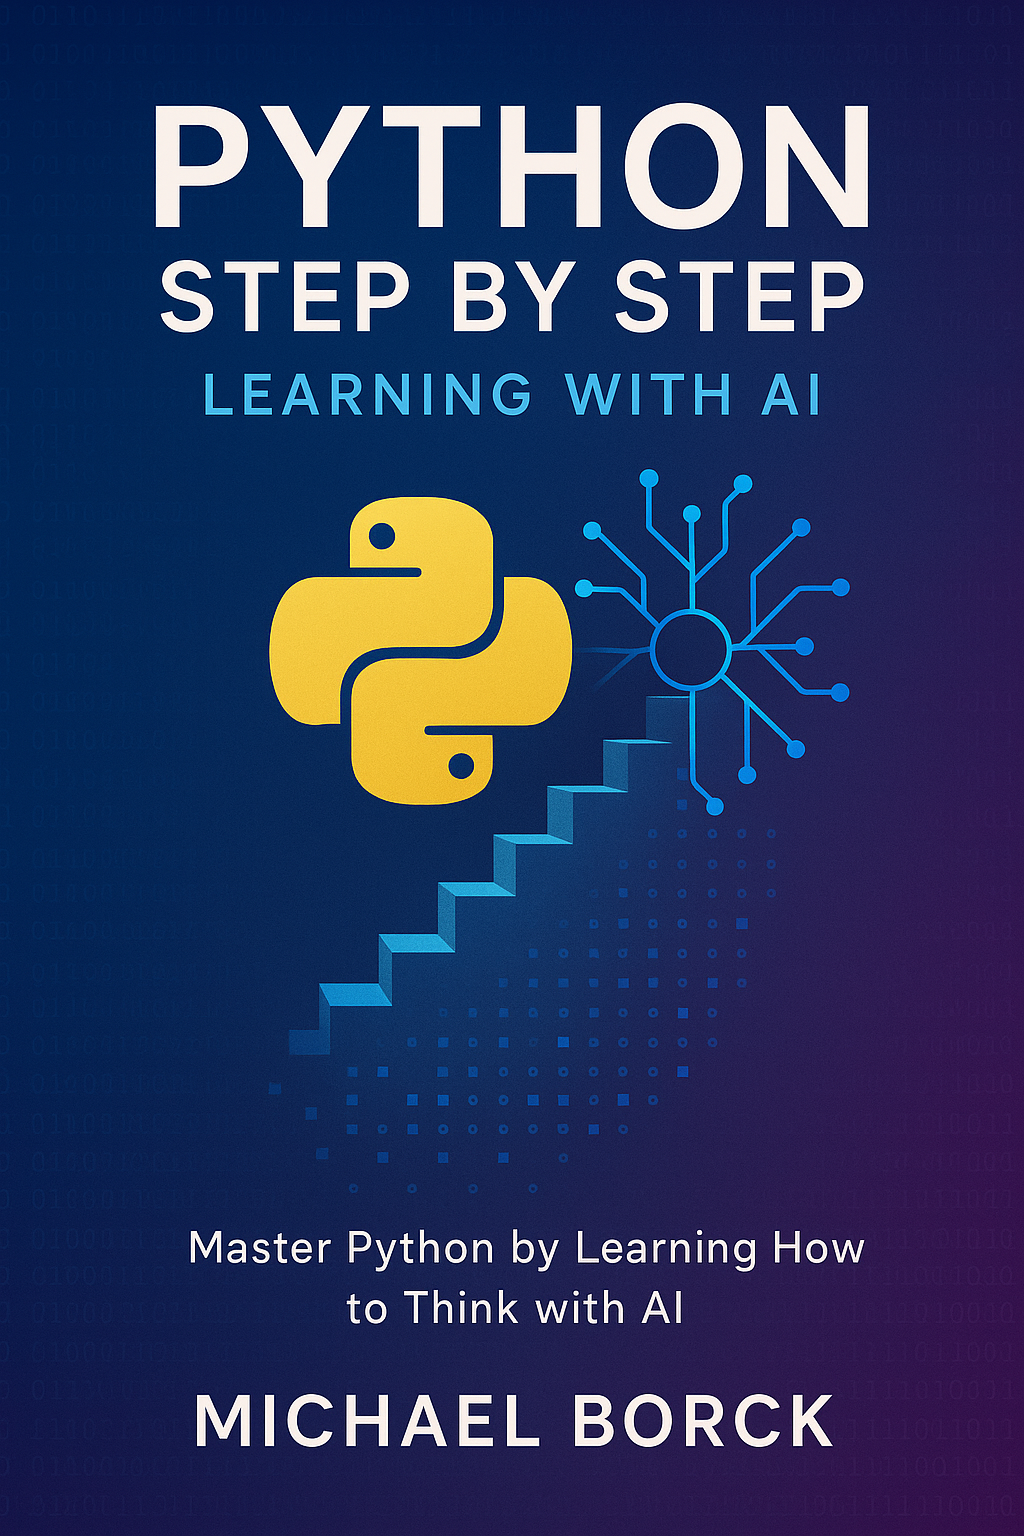 PYTHON
STEP BY STEP
LEARNING WITH AI
Master Python by Learning How
to Think with AI
MICHAEL BORCK